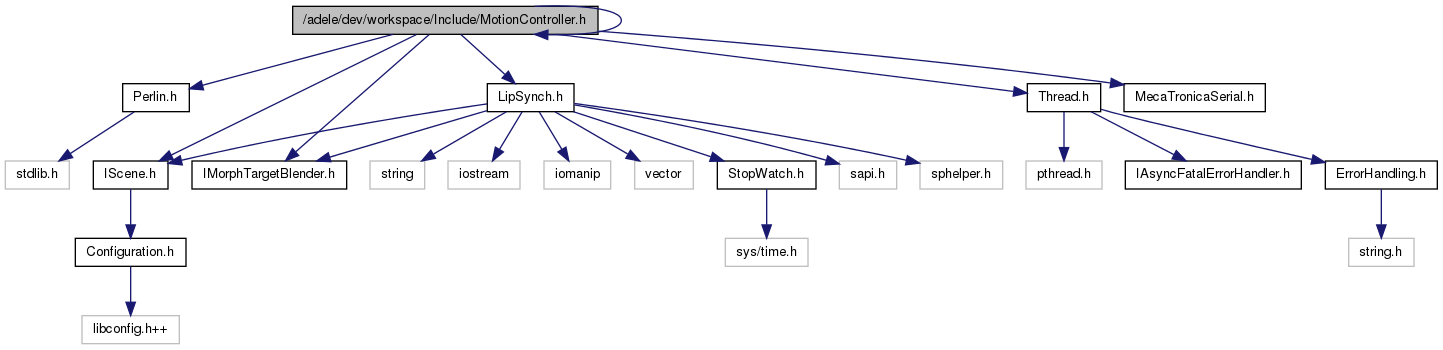 /adele/dev/workspace/Include/MotionController.h
Perlin.h
LipSynch.h
Thread.h
MecaTronicaSerial.h
stdlib.h
IScene.h
IMorphTargetBlender.h
string
iostream
iomanip
vector
StopWatch.h
sapi.h
sphelper.h
pthread.h
IAsyncFatalErrorHandler.h
ErrorHandling.h
Configuration.h
sys/time.h
string.h
libconfig.h++